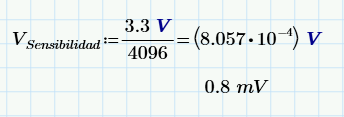 V_Sensibilidad := 3.3 V / 4096 = (8.057 • 10^-4) V
0.8 mV